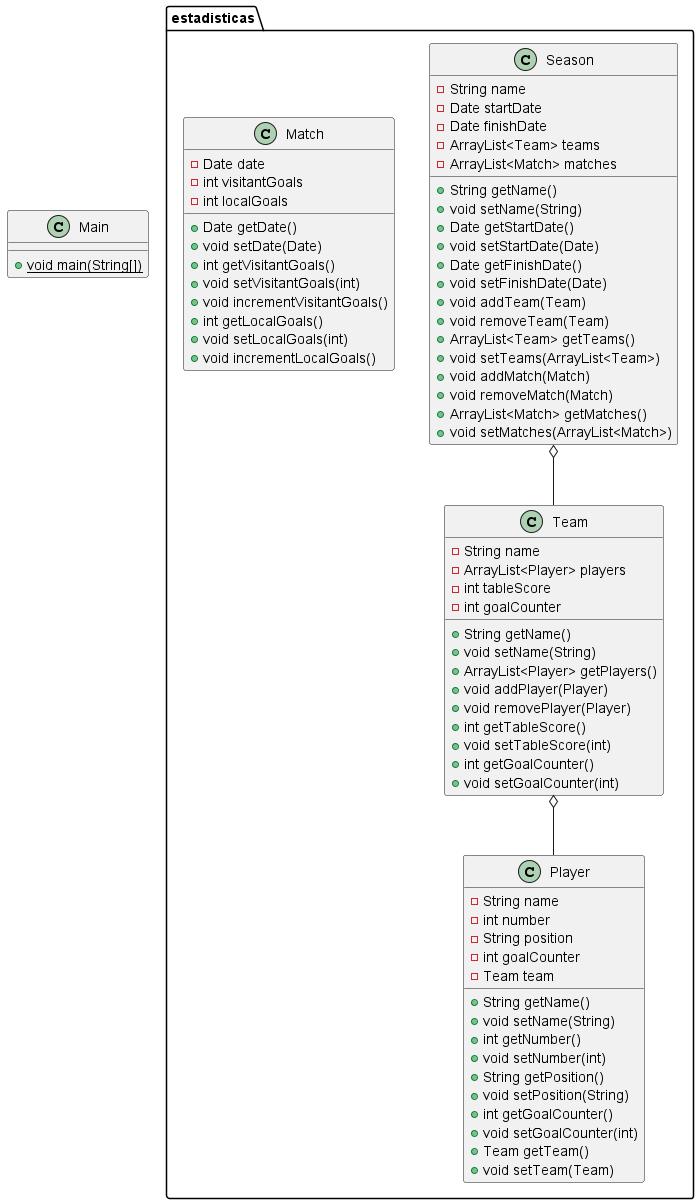 estadisticas
C Main
void main(String[])
C Match
Date date
int visitantGoals
int localGoals
Date getDate()
void setDate(Date)
int getVisitantGoals()
void setVisitantGoals(int)
void incrementVisitantGoals()
int getLocalGoals()
void setLocalGoals(int)
void incrementLocalGoals()
C Season
String name
Date startDate
Date finishDate
ArrayList<Team> teams
ArrayList<Match> matches
String getName()
void setName(String)
Date getStartDate()
void setStartDate(Date)
Date getFinishDate()
void setFinishDate(Date)
void addTeam(Team)
void removeTeam(Team)
ArrayList<Team> getTeams()
void setTeams(ArrayList<Team>)
void addMatch(Match)
void removeMatch(Match)
ArrayList<Match> getMatches()
void setMatches(ArrayList<Match>)
C Team
String name
ArrayList<Player> players
int tableScore
int goalCounter
String getName()
void setName(String)
ArrayList<Player> getPlayers()
void addPlayer(Player)
void removePlayer(Player)
int getTableScore()
void setTableScore(int)
int getGoalCounter()
void setGoalCounter(int)
C Player
String name
int number
String position
int goalCounter
Team team
String getName()
void setName(String)
int getNumber()
void setNumber(int)
String getPosition()
void setPosition(String)
int getGoalCounter()
void setGoalCounter(int)
Team getTeam()
void setTeam(Team)